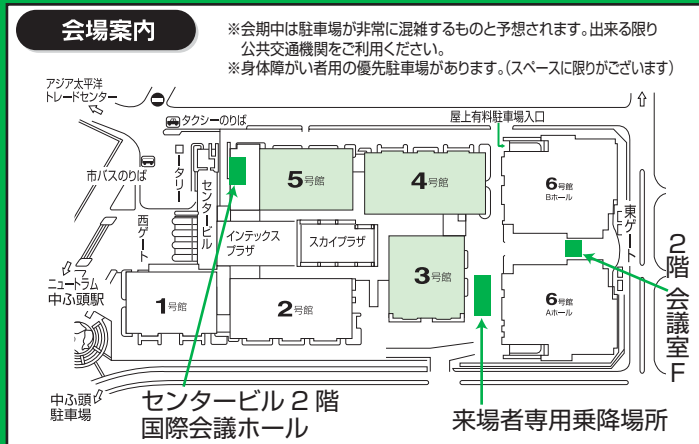 会場案内
※会期中は駐車場が非常に混雑するものと予想されます。出来る限り
公共交通機関をご利用ください。
※身体障がい者用の優先駐車場があります。(スペースに限りがございます)
アジア太平洋
トレードセンター
タクシーのりば
屋上有料駐車場入口
市バスのりば
ロータリー
センタービル
5号館
4号館
6号館
Bホール
東ゲート
西ゲート
インテックス
プラザ
スカイプラザ
3号館
2階 会議室F
ニュートラム
中ふ頭駅
1号館
2号館
6号館
Aホール
中ふ頭
駐車場
センタービル2階
国際会議ホール
来場者専用乗降場所